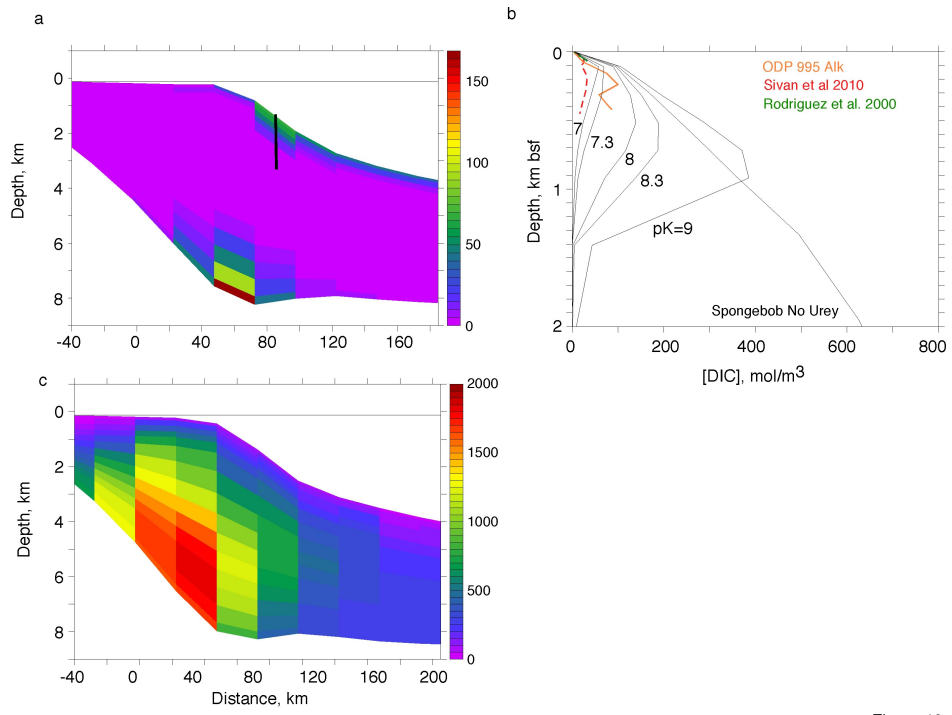 a
0
2
4
6
8
Depth, km
-40 0 40 80 120 160
150
100
50
0
b
0
1
2
Depth, km bsf
ODP 995 Alk
Sivan et al 2010
Rodriguez et. 2000
7
7.3
8
8.3
pK=9
Spongebob No Urey
0 200 400 600 800
[DIC], mol/m3
c
0
2
4
6
8
Depth, km
-40 0 40 80 120 160 200
Distance, km
2000
1500
1000
500
0